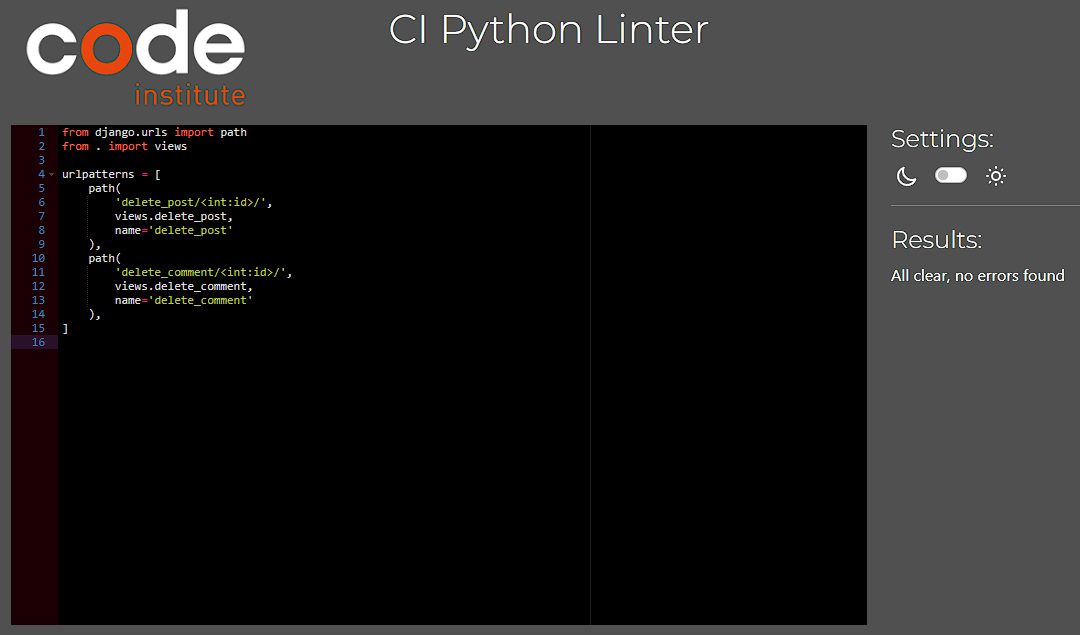 code
institute
CI Python Linter
1 from django.urls import path
2 from . import views
3
4 urlpatterns = [
5     path(
6         'delete_post/<int:id>/',
7         views.delete_post,
8         name='delete_post'
9     ),
10     path(
11         'delete_comment/<int:id>/',
12         views.delete_comment,
13         name='delete_comment'
14     ),
15 ]
16
Settings:
Results:
All clear, no errors found